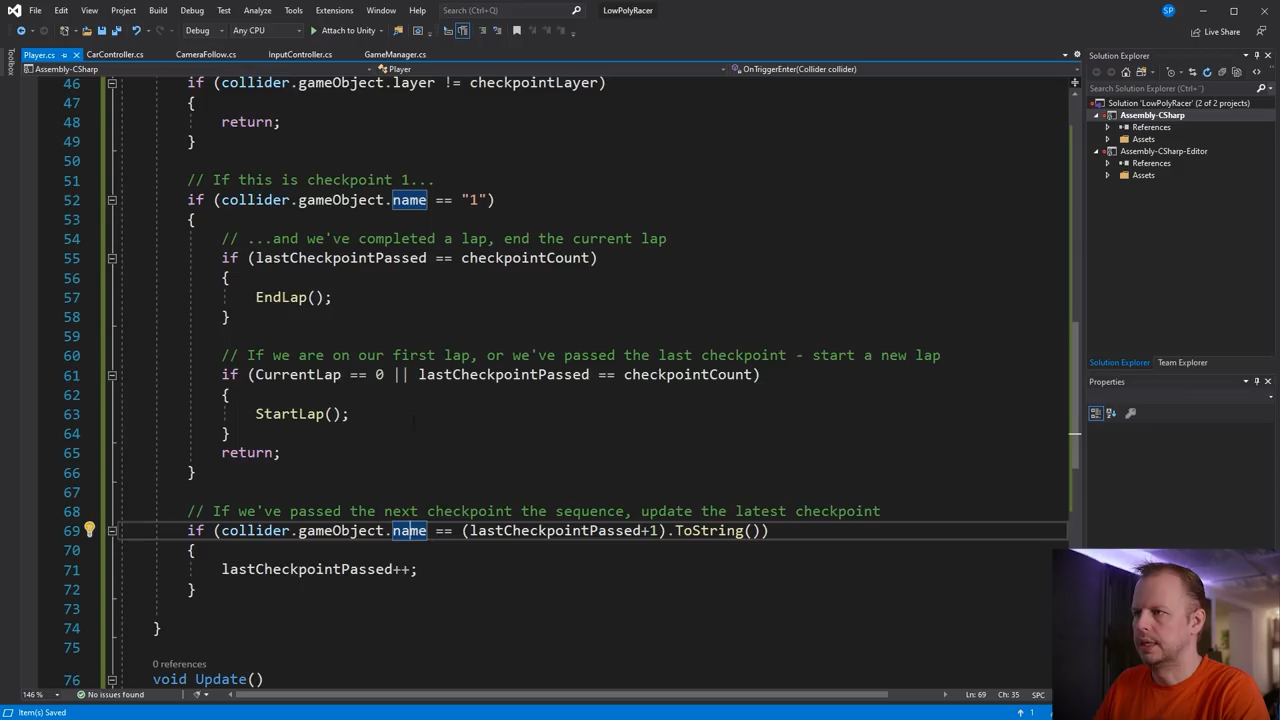 File Edit View Git Project Build Debug Test Analyze Tools Extensions Window Help Search (Ctrl+Q) LowPolyRacer SP
Debug Any CPU Attach to Unity Live Share
Toolbox
Player.cs CarController.cs CameraFollow.cs InputController.cs GameManager.cs
Assembly-CSharp Player OnTriggerEnter(Collider collider)
46 if (collider.gameObject.layer != checkpointLayer)
47 {
48 return;
49 }
50
51 // If this is checkpoint 1...
52 if (collider.gameObject.name == "1")
53 {
54 // ...and we've completed a lap, end the current lap
55 if (lastCheckpointPassed == checkpointCount)
56 {
57 EndLap();
58 }
59
60 // If we are on our first lap, or we've passed the last checkpoint - start a new lap
61 if (CurrentLap == 0 || lastCheckpointPassed == checkpointCount)
62 {
63 StartLap();
64 }
65 return;
66 }
67
68 // If we've passed the next checkpoint the sequence, update the latest checkpoint
69 if (collider.gameObject.name == (lastCheckpointPassed+1).ToString())
70 {
71 lastCheckpointPassed++;
72 }
73
74 }
75
0 references
76 void Update()
146 % No issues found Ln: 69 Ch: 35 SPC
Item(s) Saved 1
Solution Explorer
Search Solution Explorer (Ctrl+;)
Solution 'LowPolyRacer' (2 of 2 projects)
Assembly-CSharp
References
Assets
Assembly-CSharp-Editor
References
Assets
Solution Explorer Team Explorer
Properties